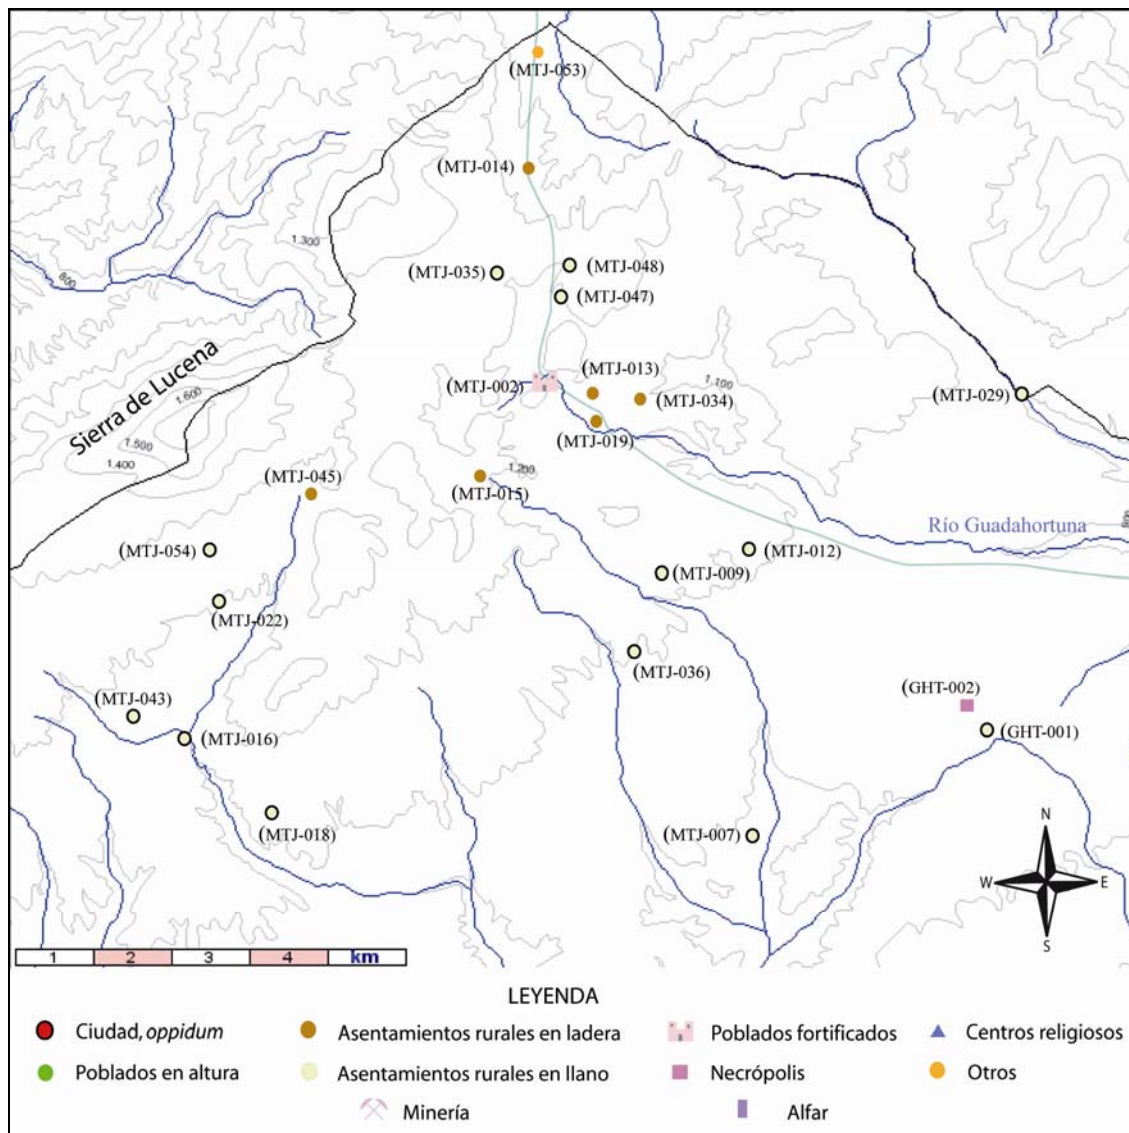 (MTJ-053)
(MTJ-014)
1.300
800
(MTJ-035)
(MTJ-048)
(MTJ-047)
Sierra de Lucena
1.600
1.500
1.400
(MTJ-002)
(MTJ-013)
1.100
(MTJ-034)
(MTJ-029)
(MTJ-019)
(MTJ-045)
1.200
(MTJ-015)
Río Guadahortuna
900
(MTJ-054)
(MTJ-012)
(MTJ-009)
(MTJ-022)
(MTJ-036)
(MTJ-043)
(GHT-002)
(MTJ-016)
(GHT-001)
(MTJ-018)
(MTJ-007)
N
W
E
S
1 2 3 4 km
LEYENDA
Ciudad, oppidum
Asentamientos rurales en ladera
Poblados fortificados
Centros religiosos
Poblados en altura
Asentamientos rurales en llano
Necrópolis
Otros
Minería
Alfar